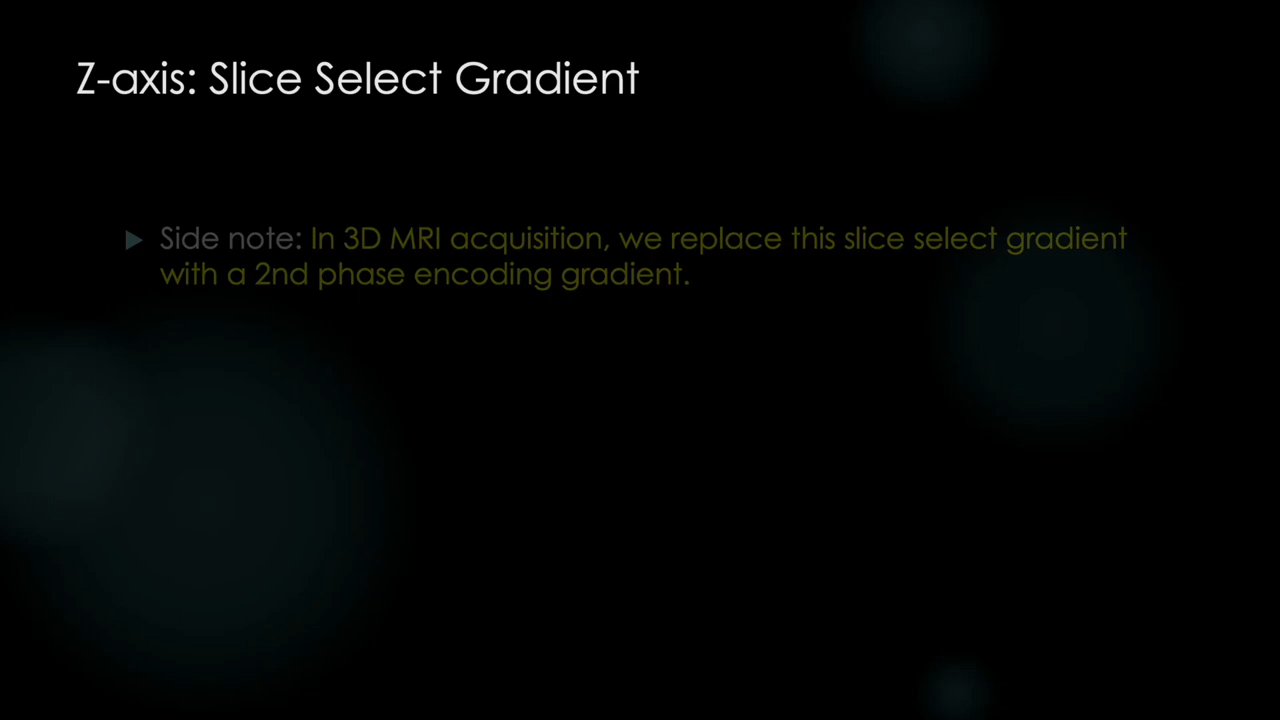 Z-axis: Slice Select Gradient
Side note: In 3D MRI acquisition, we replace this slice select gradient
with a 2nd phase encoding gradient.